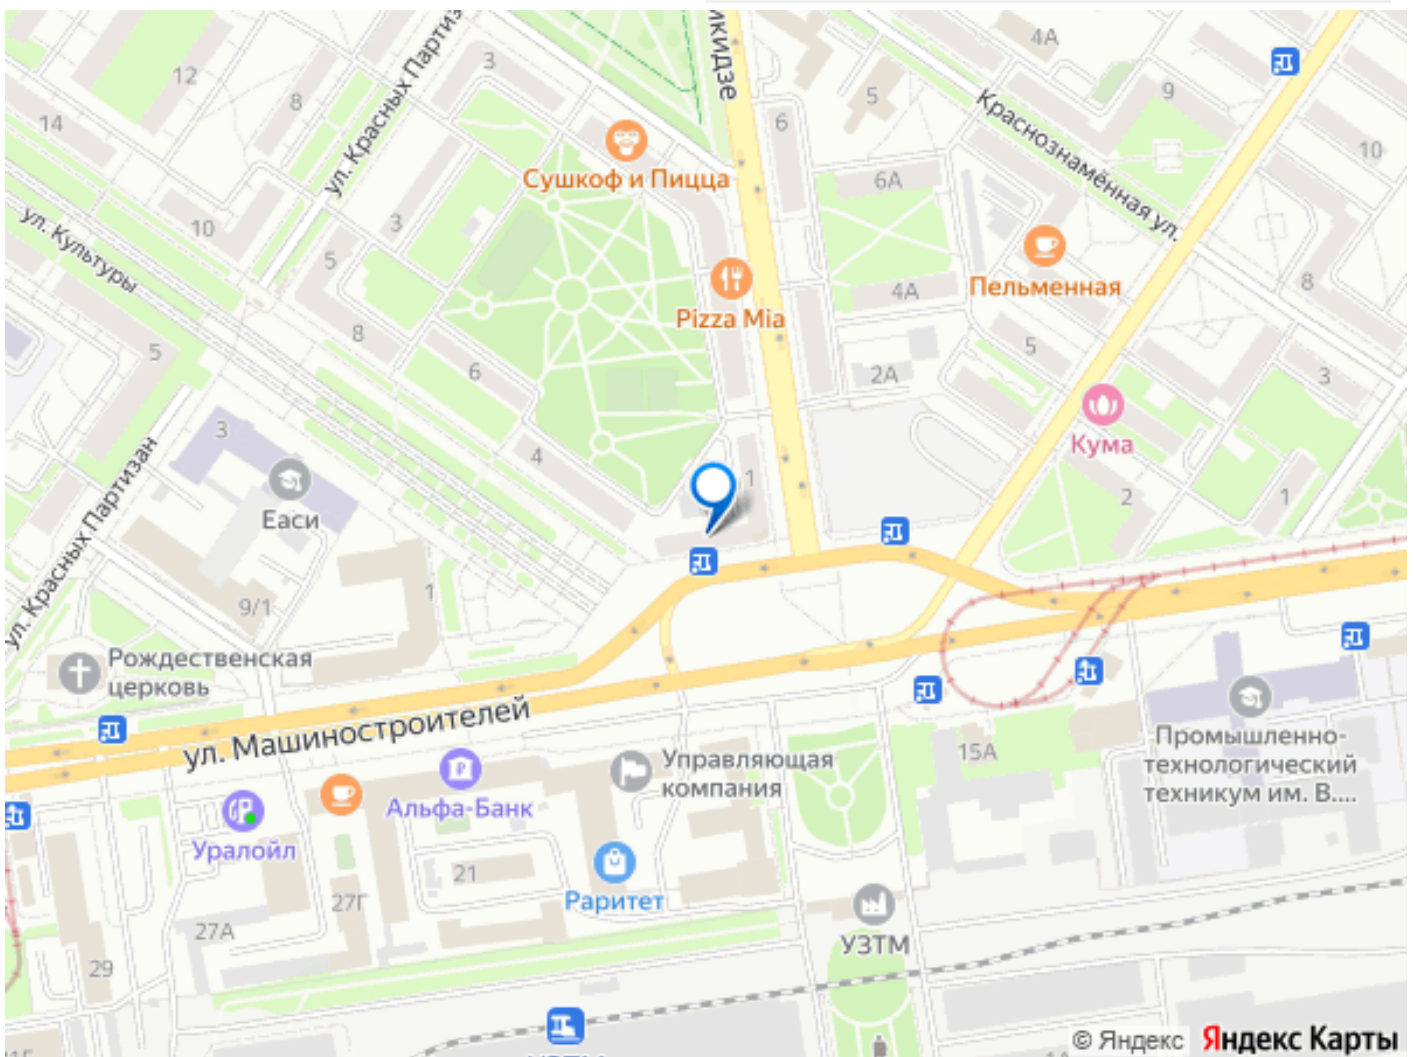 4А
12
3
8
14
ул. Красных Партиз
икидзе
5
9
Краснознамённая ул.
6
10
Сушкоф и Пицца
6А
10
3
ул. Культуры
5
Пельменная
8
4А
Pizza Mia
8
5
5
6
2А
3
Кума
3
4
1
2
1
Еаси
ул. Красных Партизан
9/1
1
Рождественская
церковь
ул. Машиностроителей
Управляющая
компания
15А
Промышленно-
технологический
техникум им. В....
Альфа-Банк
Уралойл
21
27Г
Раритет
27А
УЗТМ
29
© Яндекс Яндекс Карты